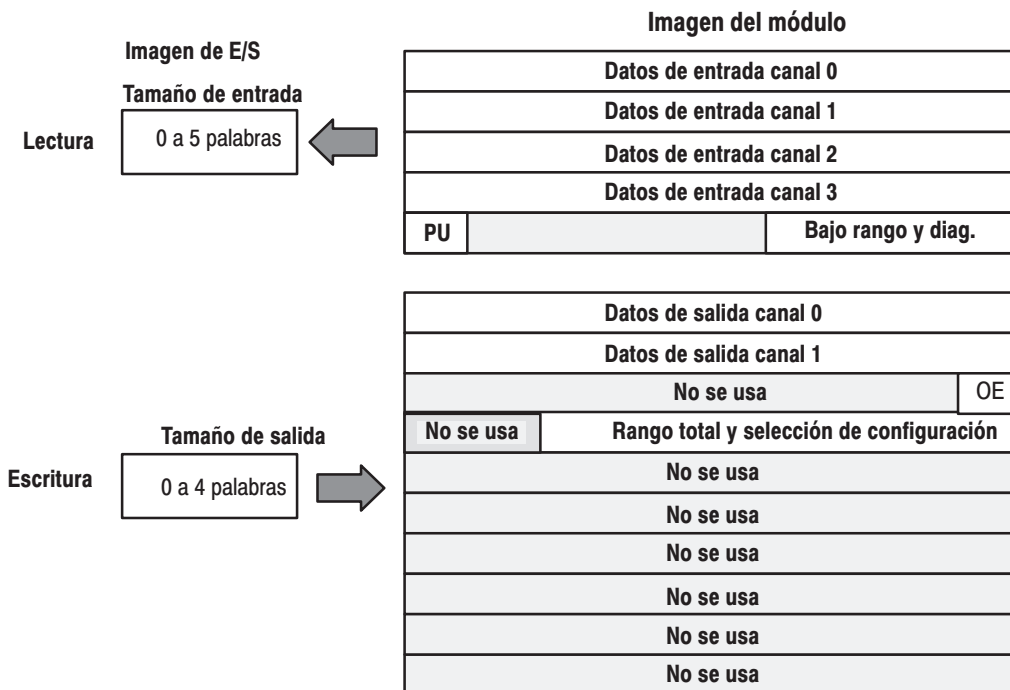 Imagen del módulo
Imagen de E/S
Tamaño de entrada
Lectura
0 a 5 palabras
Datos de entrada canal 0
Datos de entrada canal 1
Datos de entrada canal 2
Datos de entrada canal 3
PU
Bajo rango y diag.
Datos de salida canal 0
Datos de salida canal 1
No se usa
OE
No se usa
Rango total y selección de configuración
Tamaño de salida
Escritura
0 a 4 palabras
No se usa
No se usa
No se usa
No se usa
No se usa
No se usa